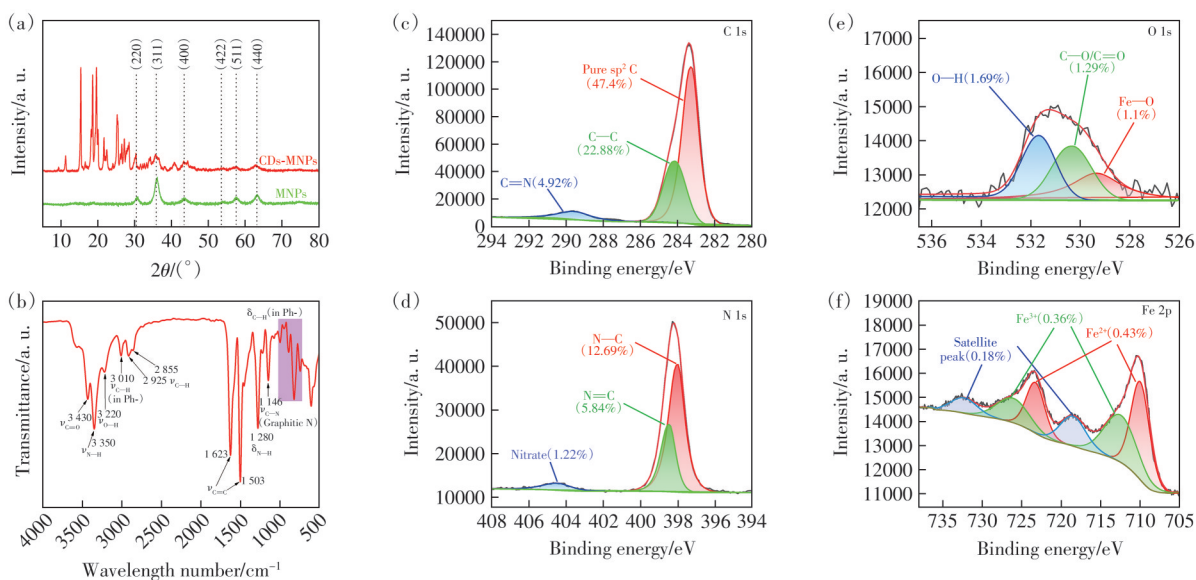 (a)
Intensity/a. u.
(220)
(311)
(400)
(422)
(511)
(440)
CDs-MNPs
MNPs
10 20 30 40 50 60 70 80
2θ/(°)
(b)
Transmittance/a. u.
δC—H(in Ph-)
2 855
2 925 νC—H
3 010
νC—H
(in Ph-)
3 430
νC=O
3 220
νO—H
3 350
νN—H
1 146
νC—N
(Graphitic N)
1 280
δN—H
1 623
νC=C
1 503
4000 3500 3000 2500 2000 1500 1000 500
Wavelength number/cm⁻¹
(c)
C 1s
Intensity/a. u.
140000
120000
100000
80000
60000
40000
20000
0
Pure sp² C
(47.4%)
C—C
(22.88%)
C=N(4.92%)
294 292 290 288 286 284 282 280
Binding energy/eV
(d)
N 1s
Intensity/a. u.
50000
40000
30000
20000
10000
N—C
(12.69%)
N=C
(5.84%)
Nitrate(1.22%)
408 406 404 402 400 398 396 394
Binding energy/eV
(e)
O 1s
Intensity/a. u.
17000
16000
15000
14000
13000
12000
C—O/C=O
(1.29%)
O—H(1.69%)
Fe—O
(1.1%)
536 534 532 530 528 526
Binding energy/eV
(f)
Fe 2p
Intensity/a. u.
19000
18000
17000
16000
15000
14000
13000
12000
11000
Fe³⁺(0.36%)
Fe²⁺(0.43%)
Satellite
peak(0.18%)
735 730 725 720 715 710 705
Binding energy/eV